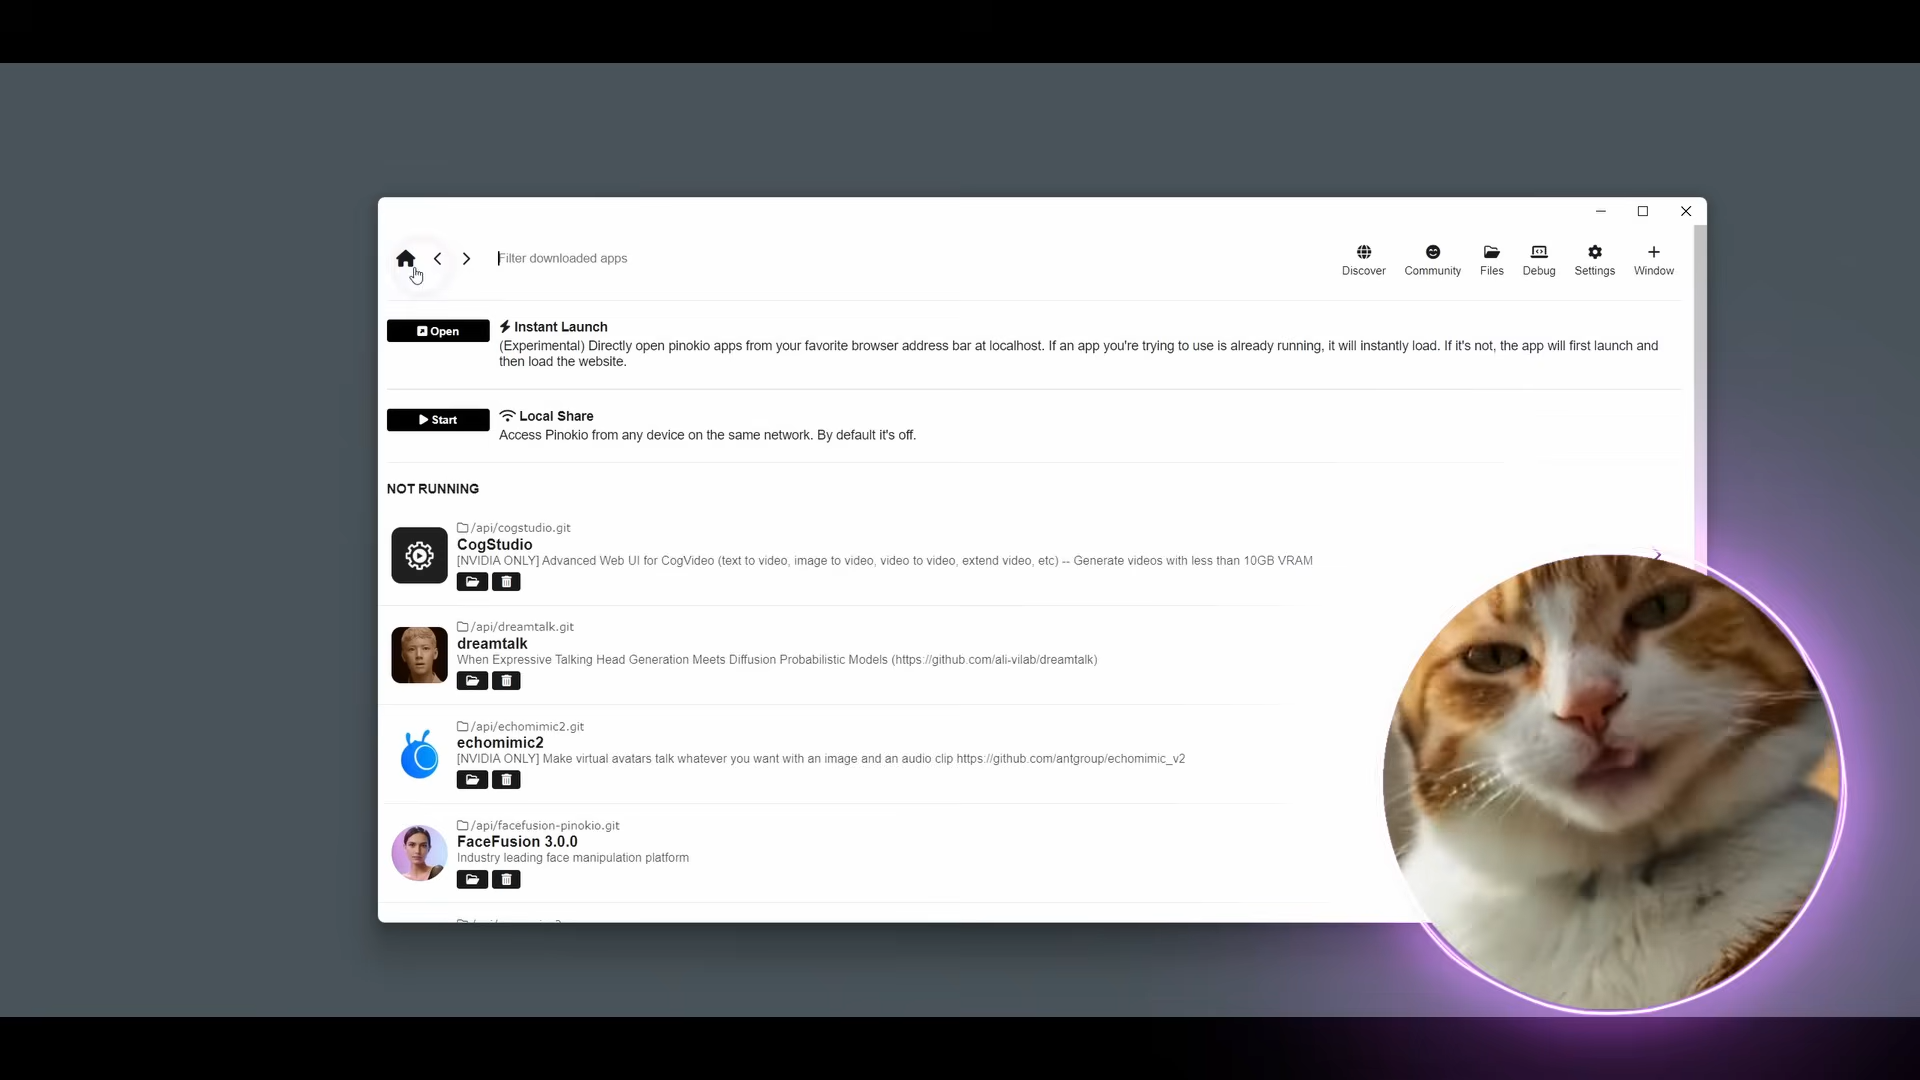 Filter downloaded apps
Discover
Community
Files
Debug
Settings
Window
Open
Instant Launch
(Experimental) Directly open pinokio apps from your favorite browser address bar at localhost. If an app you're trying to use is already running, it will instantly load. If it's not, the app will first launch and
then load the website.
Start
Local Share
Access Pinokio from any device on the same network. By default it's off.
NOT RUNNING
/api/cogstudio.git
CogStudio
[NVIDIA ONLY] Advanced Web UI for CogVideo (text to video, image to video, video to video, extend video, etc) -- Generate videos with less than 10GB VRAM
/api/dreamtalk.git
dreamtalk
When Expressive Talking Head Generation Meets Diffusion Probabilistic Models (https://github.com/ali-vilab/dreamtalk)
/api/echomimic2.git
echomimic2
[NVIDIA ONLY] Make virtual avatars talk whatever you want with an image and an audio clip https://github.com/antgroup/echomimic_v2
/api/facefusion-pinokio.git
FaceFusion 3.0.0
Industry leading face manipulation platform